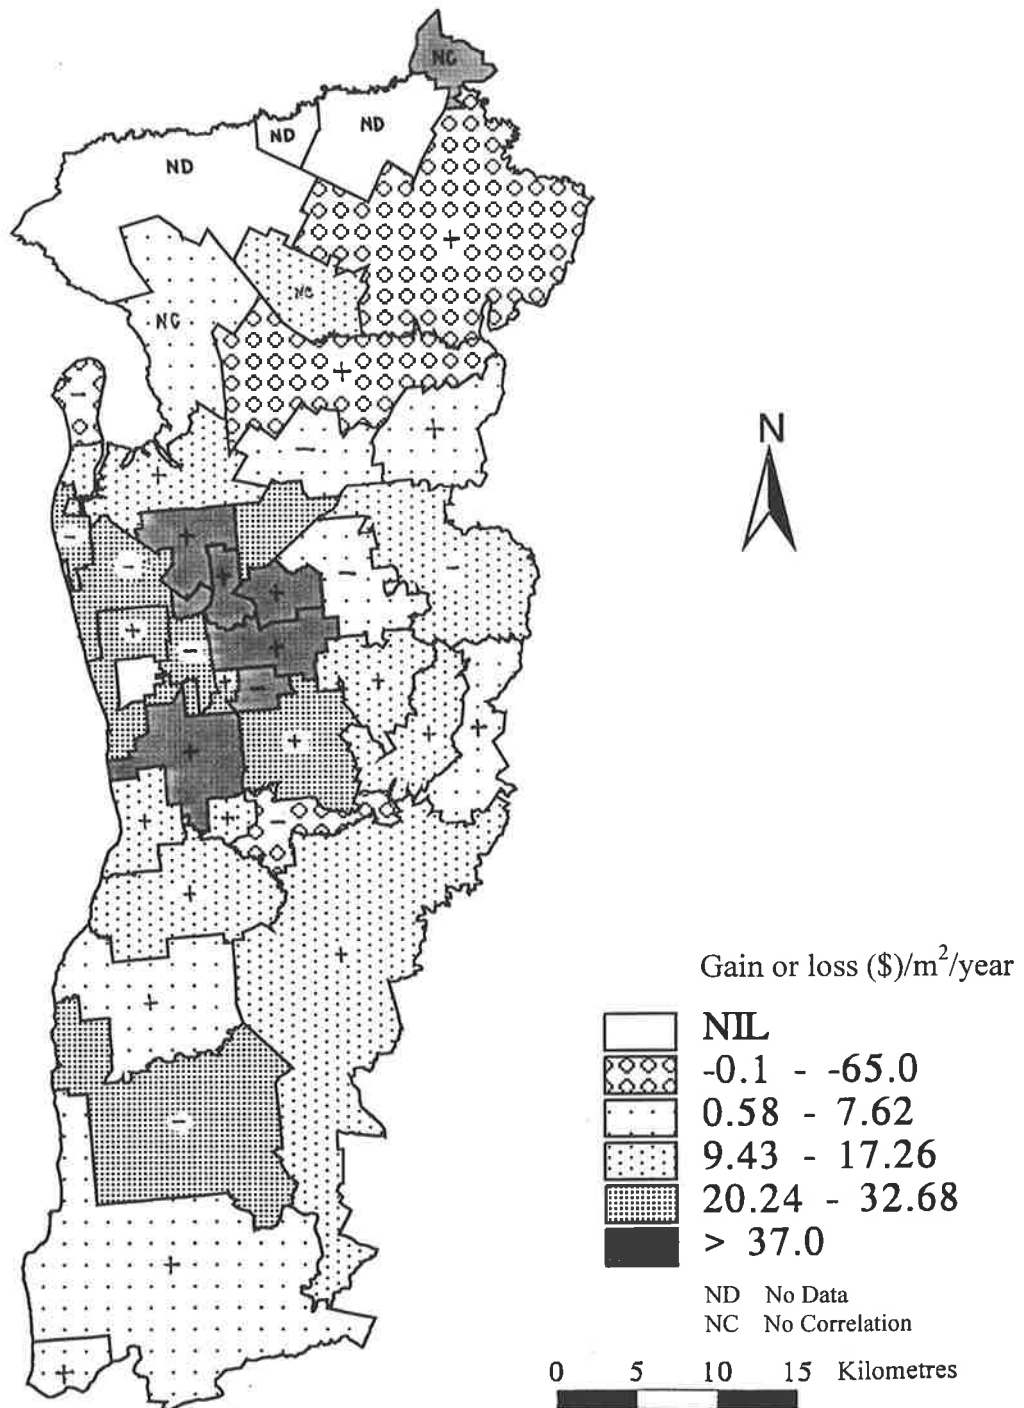 NC
ND
ND
ND
+
NC
NC
+
-
+
-
+
+
-
-
+
+
-
-
+
+
-
+
+
-
+
+
+
+
+
+
+
-
+
+
+
-
+
+
N
Gain or loss ($)/m²/year
NIL
-0.1 - -65.0
0.58 - 7.62
9.43 - 17.26
20.24 - 32.68
> 37.0
ND No Data
NC No Correlation
0 5 10 15 Kilometres